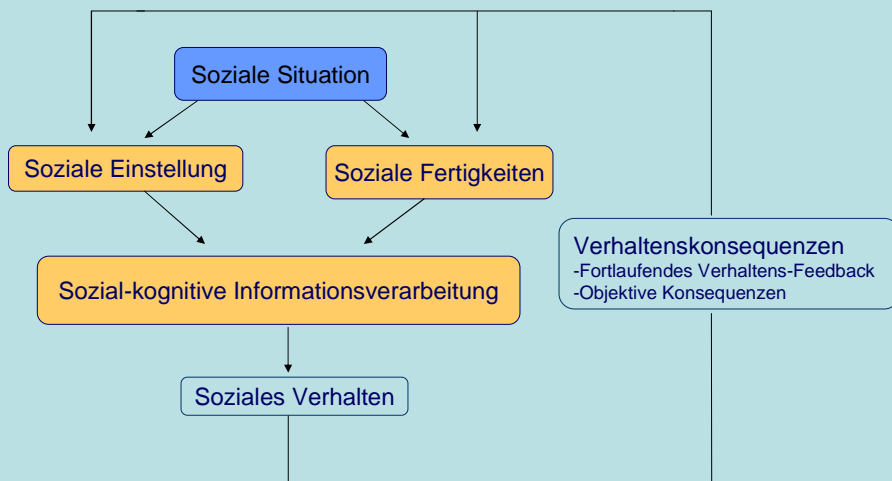 Soziale Situation
Soziale Einstellung
Soziale Fertigkeiten
Verhaltenskonsequenzen
-Fortlaufendes Verhaltens-Feedback
-Objektive Konsequenzen
Sozial-kognitive Informationsverarbeitung
Soziales Verhalten